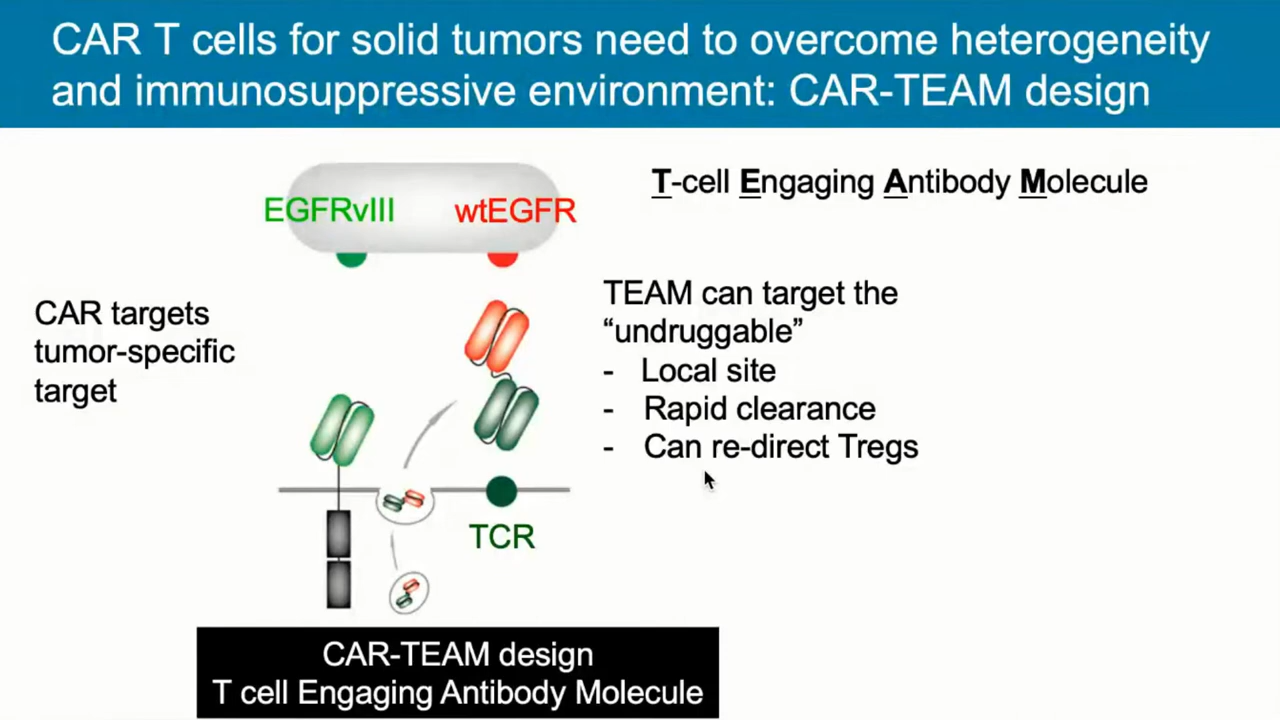 CAR T cells for solid tumors need to overcome heterogeneity
and immunosuppressive environment: CAR-TEAM design
EGFRvIII
wtEGFR
T-cell Engaging Antibody Molecule
CAR targets
tumor-specific
target
TEAM can target the
“undruggable”
- Local site
- Rapid clearance
- Can re-direct Tregs
TCR
CAR-TEAM design
T cell Engaging Antibody Molecule